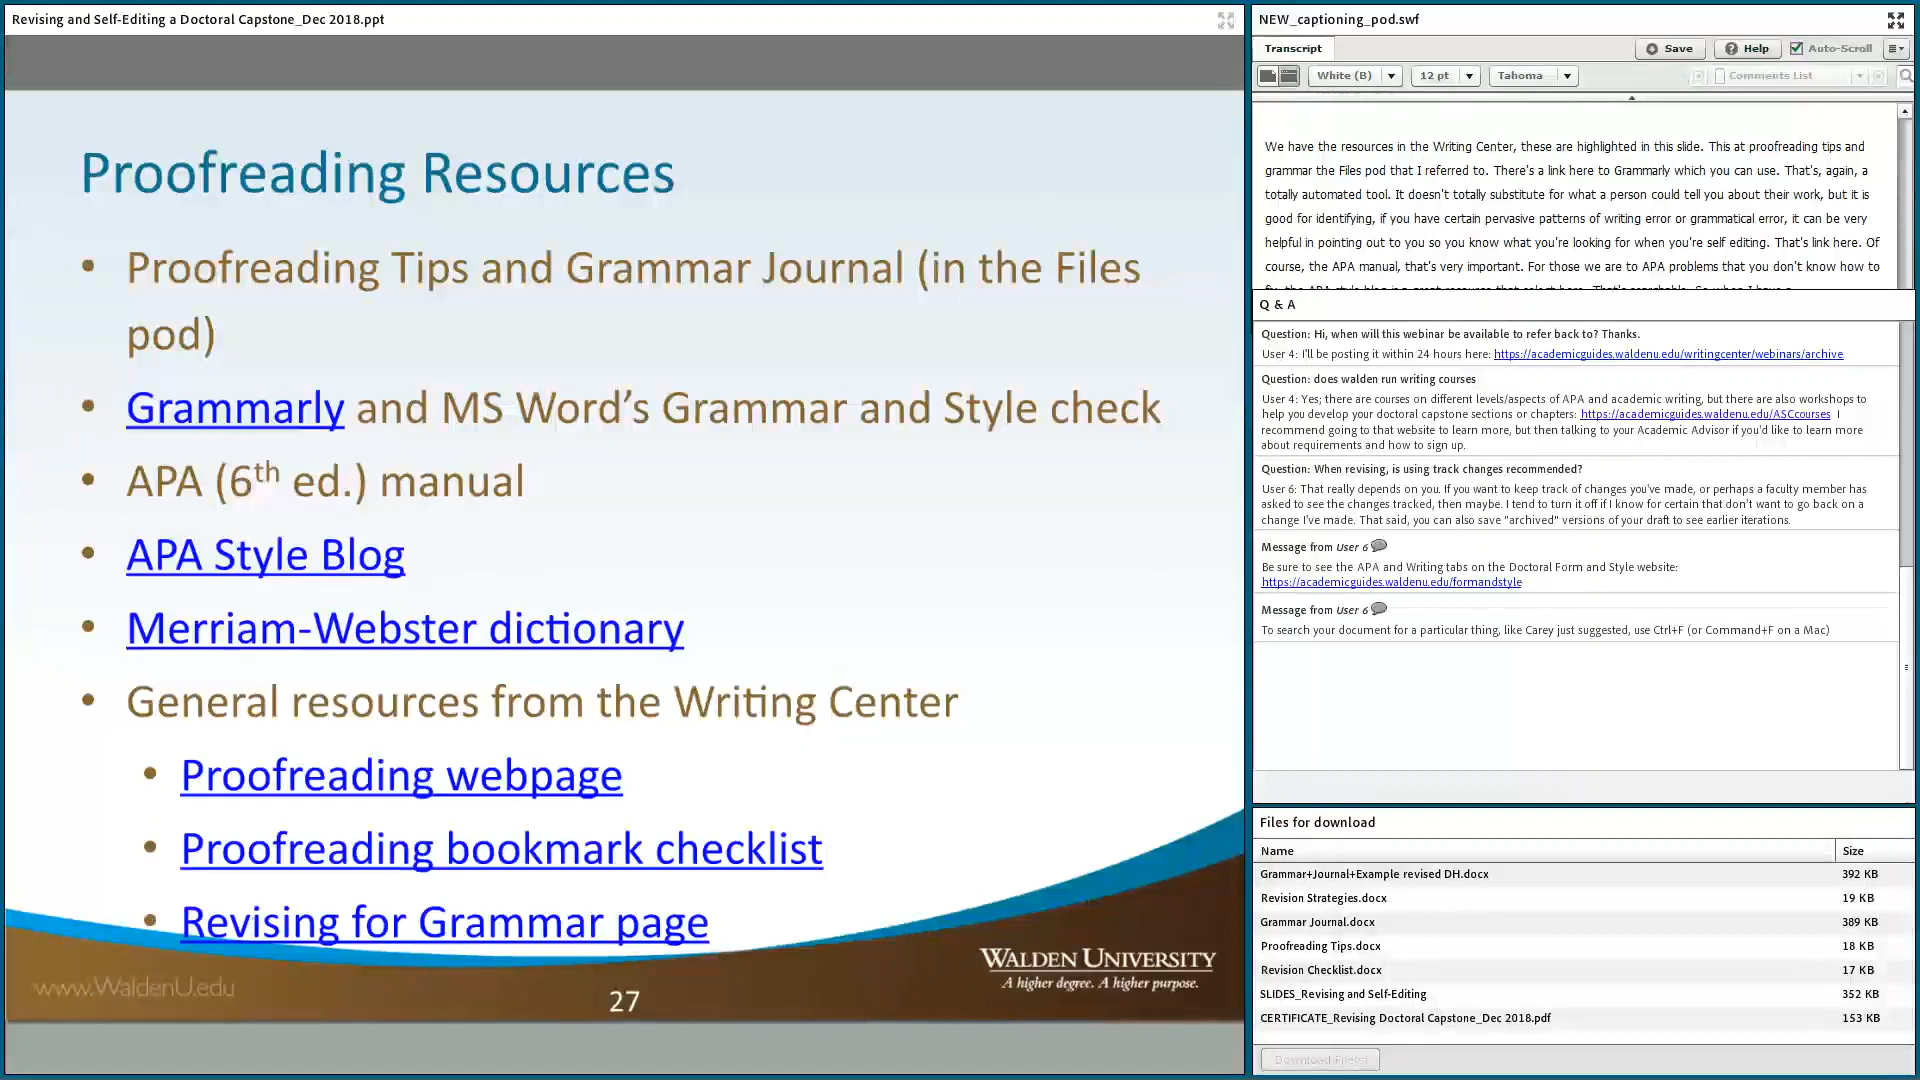 Revising and Self-Editing a Doctoral Capstone_Dec 2018.ppt
Proofreading Resources
• Proofreading Tips and Grammar Journal (in the Files
pod)
• Grammarly and MS Word's Grammar and Style check
• APA (6th ed.) manual
• APA Style Blog
• Merriam-Webster dictionary
• General resources from the Writing Center
• Proofreading webpage
• Proofreading bookmark checklist
• Revising for Grammar page
www.WaldenU.edu
27
WALDEN UNIVERSITY
A higher degree. A higher purpose.
NEW_captioning_pod.swf
Transcript
Save
Help
Auto-Scroll
White (B)
12 pt
Tahoma
Comments List
We have the resources in the Writing Center, these are highlighted in this slide. This at proofreading tips and
grammar the Files pod that I referred to. There's a link here to Grammarly which you can use. That's, again, a
totally automated tool. It doesn't totally substitute for what a person could tell you about their work, but it is
good for identifying, if you have certain pervasive patterns of writing error or grammatical error, it can be very
helpful in pointing out to you so you know what you're looking for when you're self editing. That's link here. Of
course, the APA manual, that's very important. For those we are to APA problems that you don't know how to
Q & A
Question: Hi, when will this webinar be available to refer back to? Thanks.
User 4: I'll be posting it within 24 hours here: https://academicguides.waldenu.edu/writingcenter/webinars/archive
Question: does walden run writing courses
User 4: Yes; there are courses on different levels/aspects of APA and academic writing, but there are also workshops to
help you develop your doctoral capstone sections or chapters: https://academicguides.waldenu.edu/ASCcourses I
recommend going to that website to learn more, but then talking to your Academic Advisor if you'd like to learn more
about requirements and how to sign up.
Question: When revising, is using track changes recommended?
User 6: That really depends on you. If you want to keep track of changes you've made, or perhaps a faculty member has
asked to see the changes tracked, then maybe. I tend to turn it off if I know for certain that don't want to go back on a
change I've made. That said, you can also save "archived" versions of your draft to see earlier iterations.
Message from User 6
Be sure to see the APA and Writing tabs on the Doctoral Form and Style website:
https://academicguides.waldenu.edu/formandstyle
Message from User 6
To search your document for a particular thing, like Carey just suggested, use Ctrl+F (or Command+F on a Mac)
Files for download
Name Size
Grammar+Journal+Example revised DH.docx 392 KB
Revision Strategies.docx 19 KB
Grammar Journal.docx 389 KB
Proofreading Tips.docx 18 KB
Revision Checklist.docx 17 KB
SLIDES_Revising and Self-Editing 352 KB
CERTIFICATE_Revising Doctoral Capstone_Dec 2018.pdf 153 KB
Download File(s)